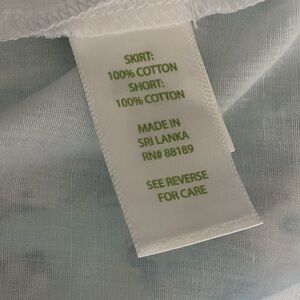 SKIRT:
100% COTTON
SHORT:
100% COTTON
MADE IN
SRI LANKA
RN# 88189
SEE REVERSE
FOR CARE